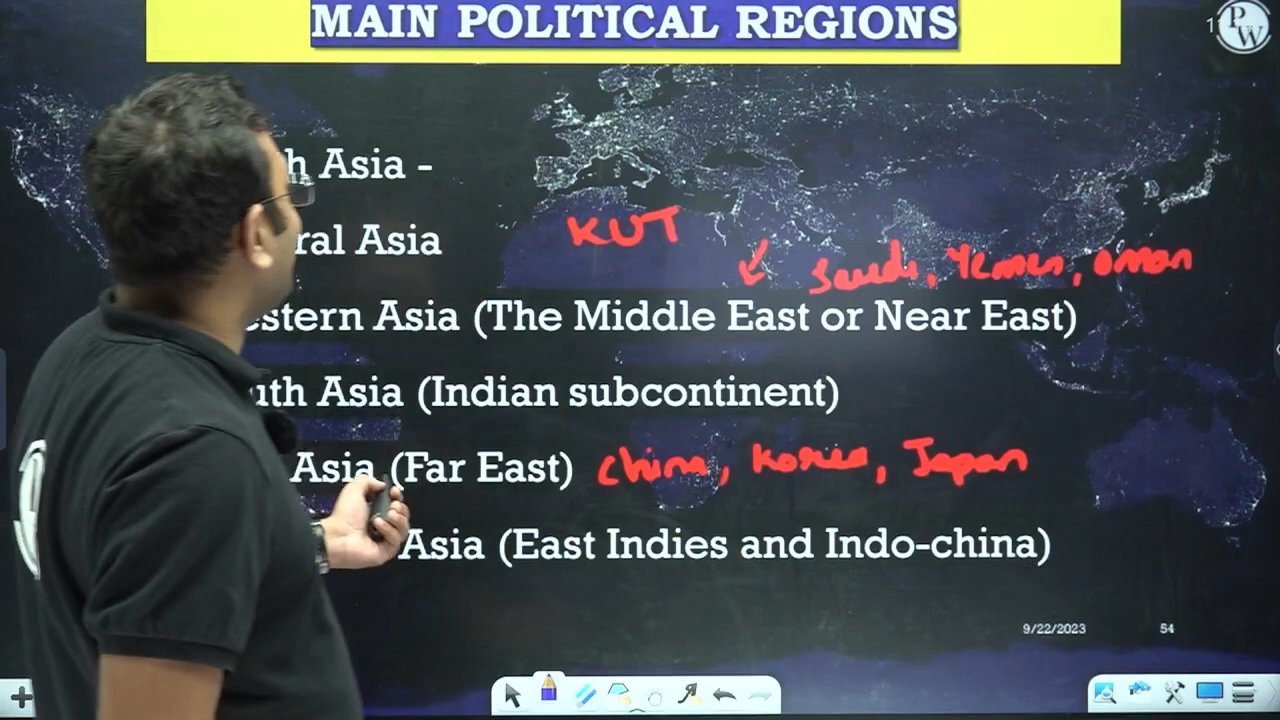 MAIN POLITICAL REGIONS
PW
h Asia -
ral Asia
KUT
Saudi, Yemen, Oman
estern Asia (The Middle East or Near East)
uth Asia (Indian subcontinent)
Asia (Far East) China, Korea, Japan
Asia (East Indies and Indo-china)
9/22/2023 54